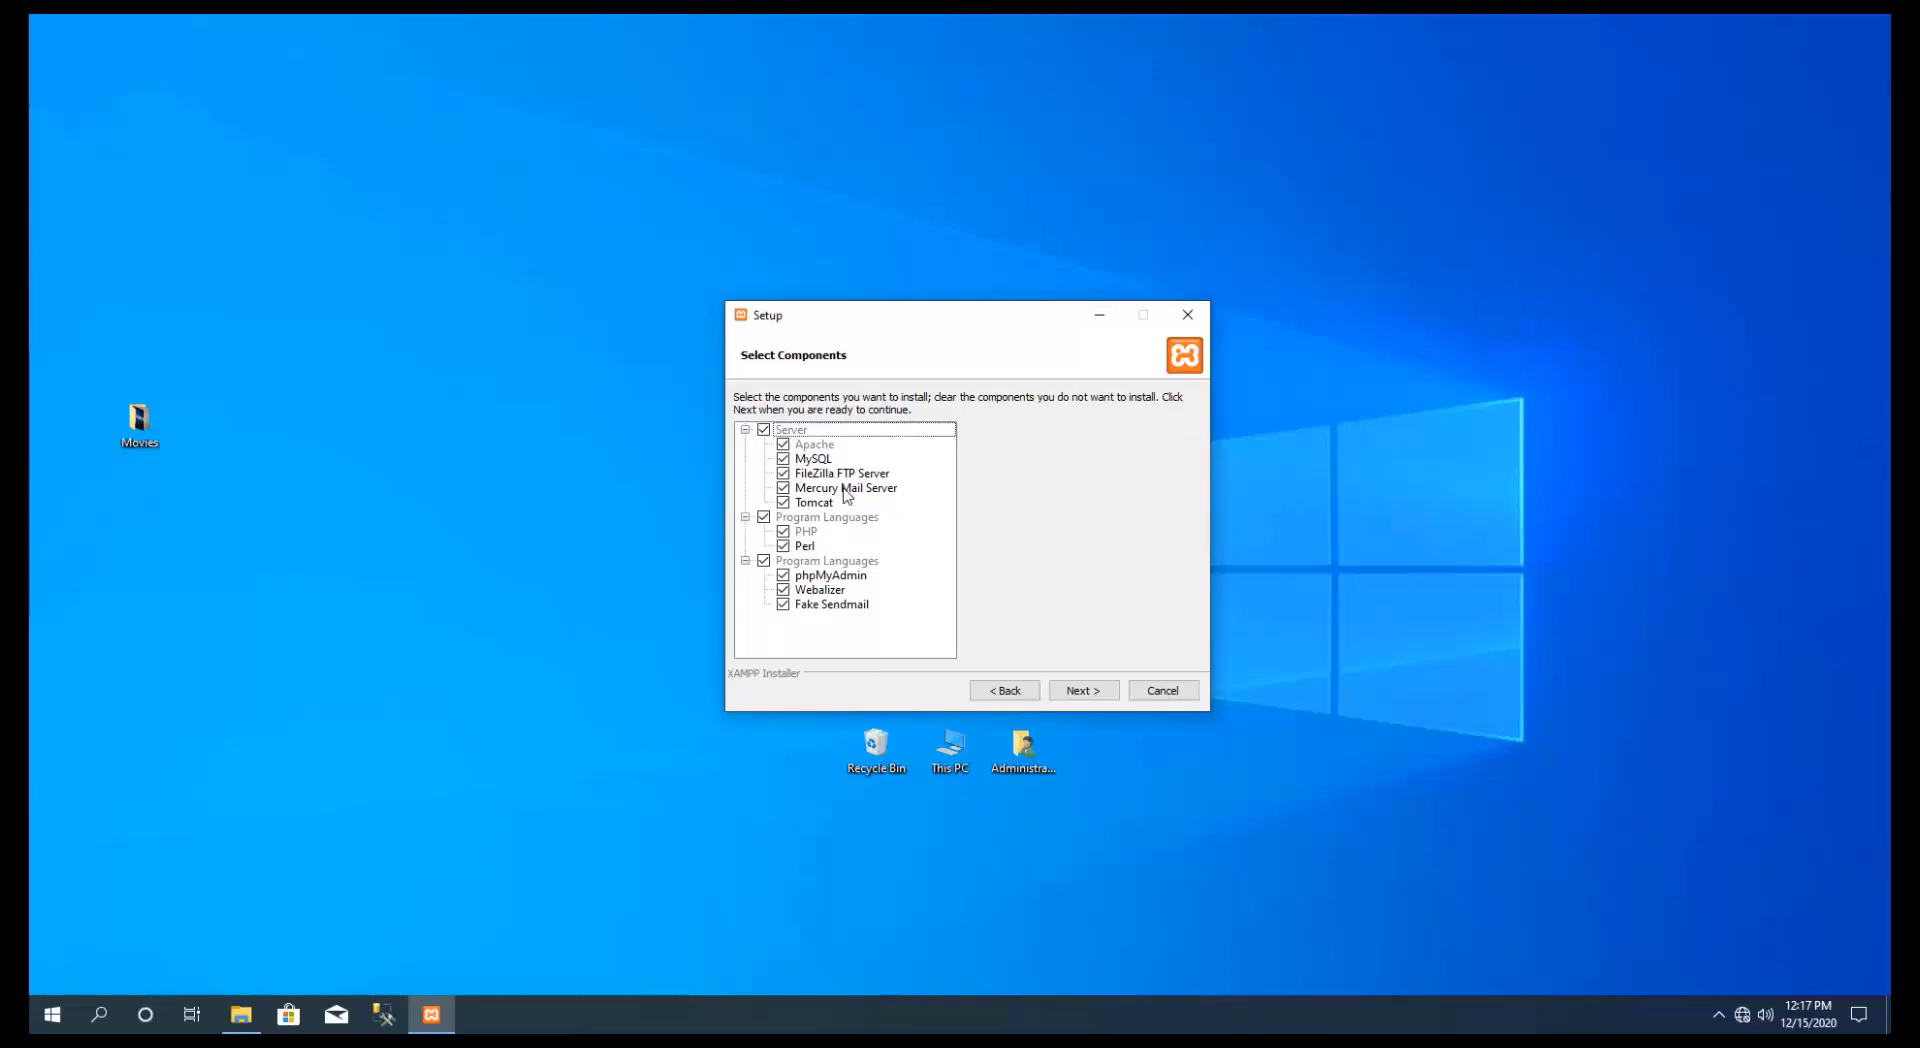 Movies
Setup
Select Components
Select the components you want to install; clear the components you do not want to install. Click
Next when you are ready to continue.
Server
Apache
MySQL
FileZilla FTP Server
Mercury Mail Server
Tomcat
Program Languages
PHP
Perl
Program Languages
phpMyAdmin
Webalizer
Fake Sendmail
XAMPP Installer
< Back
Next >
Cancel
Recycle Bin
This PC
Administra...
12:17 PM
12/15/2020